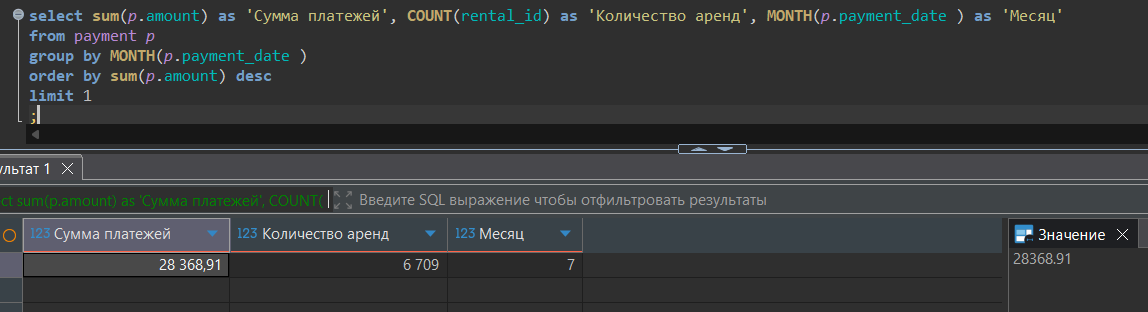 select sum(p.amount) as 'Сумма платежей', COUNT(rental_id) as 'Количество аренд', MONTH(p.payment_date ) as 'Месяц'
from payment p
group by MONTH(p.payment_date )
order by sum(p.amount) desc
limit 1
;
ультат 1
ct sum(p.amount) as 'Сумма платежей', COUNT( Введите SQL выражение чтобы отфильтровать результаты
123 Сумма платежей 123 Количество аренд 123 Месяц Значение
28 368,91 6 709 7 28368.91